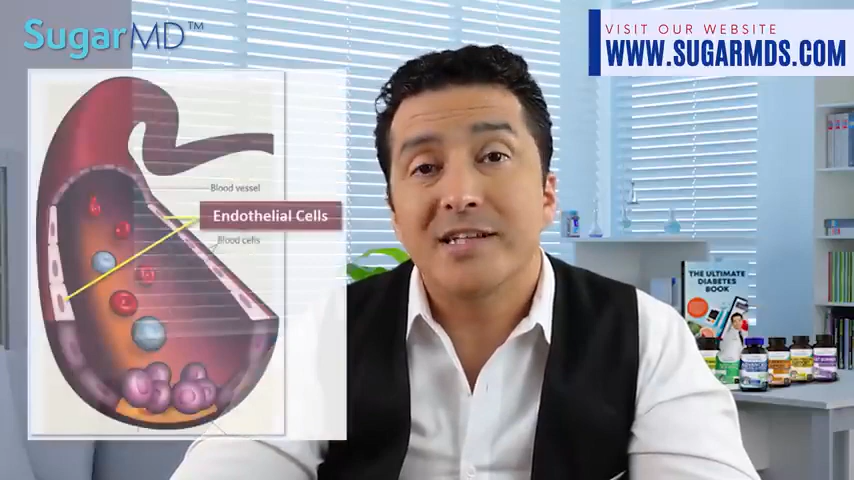 SugarMD™
VISIT OUR WEBSITE
WWW.SUGARMDS.COM
Blood vessel
Endothelial Cells
Blood cells
THE ULTIMATE
DIABETES
BOOK